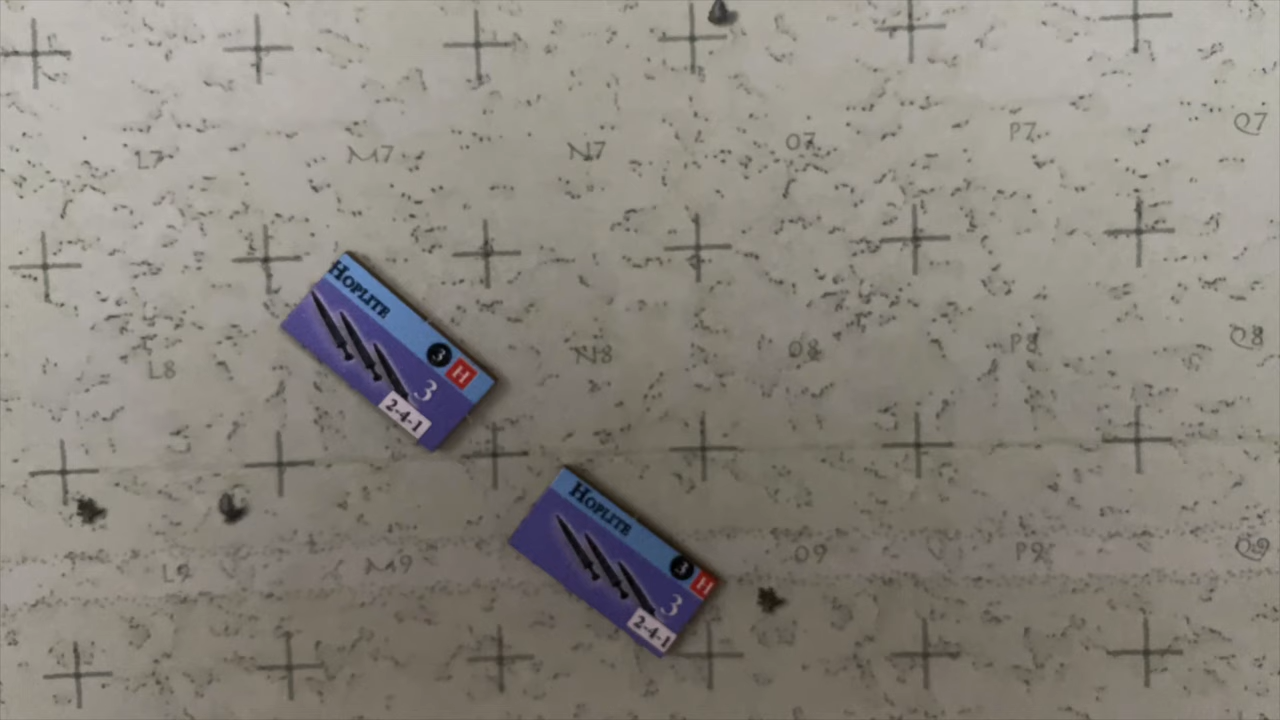 L7 M7 N7 O7 P7 Q7
HOPLITE
3 H
3
2-4-1
L8 N8 O8 P8 Q8
HOPLITE
3 H
3
2-4-1
L9 M9 O9 P9 Q9